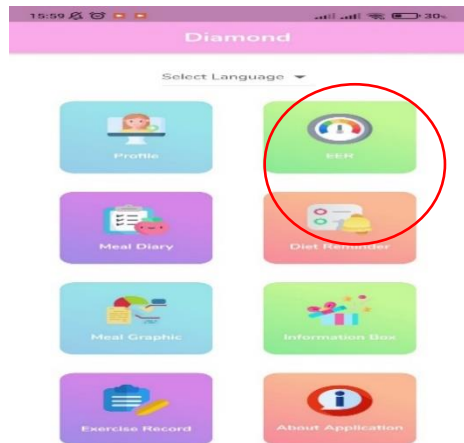 15:59 30%
Diamond
Select Language
Profile EER
Meal Diary Diet Reminder
Meal Graphic Information Box
Exercise Record About Application